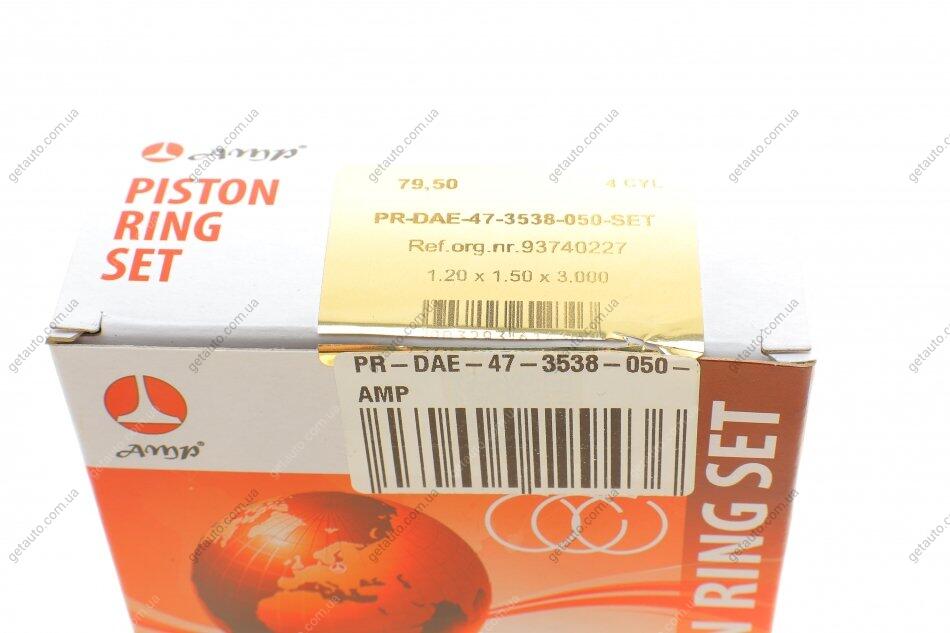 AMP®
PISTON
RING
SET
79,50 4 CYL
PR-DAE-47-3538-050-SET
Ref.org.nr.93740227
1.20 x 1.50 x 3.000
PR-DAE-47-3538-050-
AMP
AMP®
RING SET
getauto.com.ua